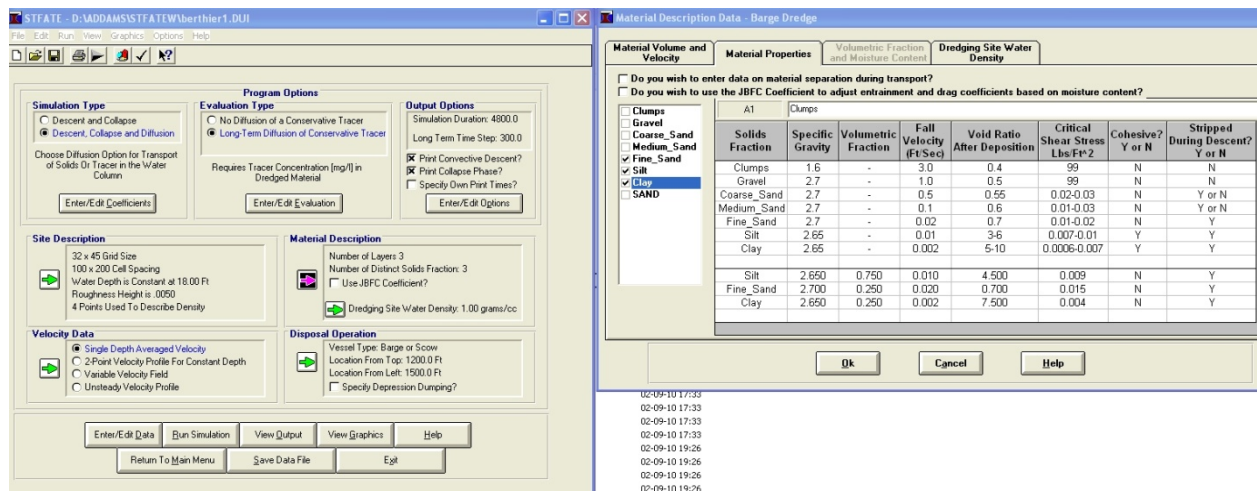 STFATE - D:\ADDAMS\STFATEW\berthier1.DUI
File Edit Run View Graphics Options Help
Program Options
Simulation Type
Descent and Collapse
Descent, Collapse and Diffusion
Choose Diffusion Option for Transport
of Solids Or Tracer in the Water
Column
Enter/Edit Coefficients
Evaluation Type
No Diffusion of a Conservative Tracer
Long-Term Diffusion of Conservative Tracer
Requires Tracer Concentration [mg/l] in
Dredged Material
Enter/Edit Evaluation
Output Options
Simulation Duration: 4800.0
Long Term Time Step: 300.0
Print Convective Descent?
Print Collapse Phase?
Specify Own Print Times?
Enter/Edit Options
Site Description
32 x 45 Grid Size
100 x 200 Cell Spacing
Water Depth is Constant at 18.00 Ft
Roughness Height is .0050
4 Points Used To Describe Density
Material Description
Number of Layers 3
Number of Distinct Solids Fraction: 3
Use JBFC Coefficient?
Dredging Site Water Density: 1.00 grams/cc
Velocity Data
Single Depth Averaged Velocity
2-Point Velocity Profile For Constant Depth
Variable Velocity Field
Unsteady Velocity Profile
Disposal Operation
Vessel Type: Barge or Scow
Location From Top: 1200.0 Ft
Location From Left: 1500.0 Ft
Specify Depression Dumping?
Enter/Edit Data Run Simulation View Output View Graphics Help
Return To Main Menu Save Data File Exit
Material Description Data - Barge Dredge
Material Volume and
Velocity
Material Properties
Volumetric Fraction
and Moisture Content
Dredging Site Water
Density
Do you wish to enter data on material separation during transport?
Do you wish to use the JBFC Coefficient to adjust entrainment and drag coefficients based on moisture content?
Clumps
Gravel
Coarse_Sand
Medium_Sand
Fine_Sand
Silt
Clay
SAND
A1 Clumps
Solids Fraction Specific Gravity Volumetric Fraction Fall Velocity (Ft/Sec) Void Ratio After Deposition Critical Shear Stress Lbs/Ft^2 Cohesive? Y or N Stripped During Descent? Y or N
Clumps 1.6 - 3.0 0.4 99 N N
Gravel 2.7 - 1.0 0.5 99 N N
Coarse_Sand 2.7 - 0.5 0.55 0.02-0.03 N Y or N
Medium_Sand 2.7 - 0.1 0.6 0.01-0.03 N Y or N
Fine_Sand 2.7 - 0.02 0.7 0.01-0.02 N Y
Silt 2.65 - 0.01 3-6 0.007-0.01 Y Y
Clay 2.65 - 0.002 5-10 0.0006-0.007 Y Y
Silt 2.650 0.750 0.010 4.500 0.009 N Y
Fine_Sand 2.700 0.250 0.020 0.700 0.015 N Y
Clay 2.650 0.250 0.002 7.500 0.004 N Y
Ok Cancel Help
02-09-10 17:33
02-09-10 17:33
02-09-10 17:33
02-09-10 17:33
02-09-10 19:26
02-09-10 19:26
02-09-10 19:26
02-09-10 19:26